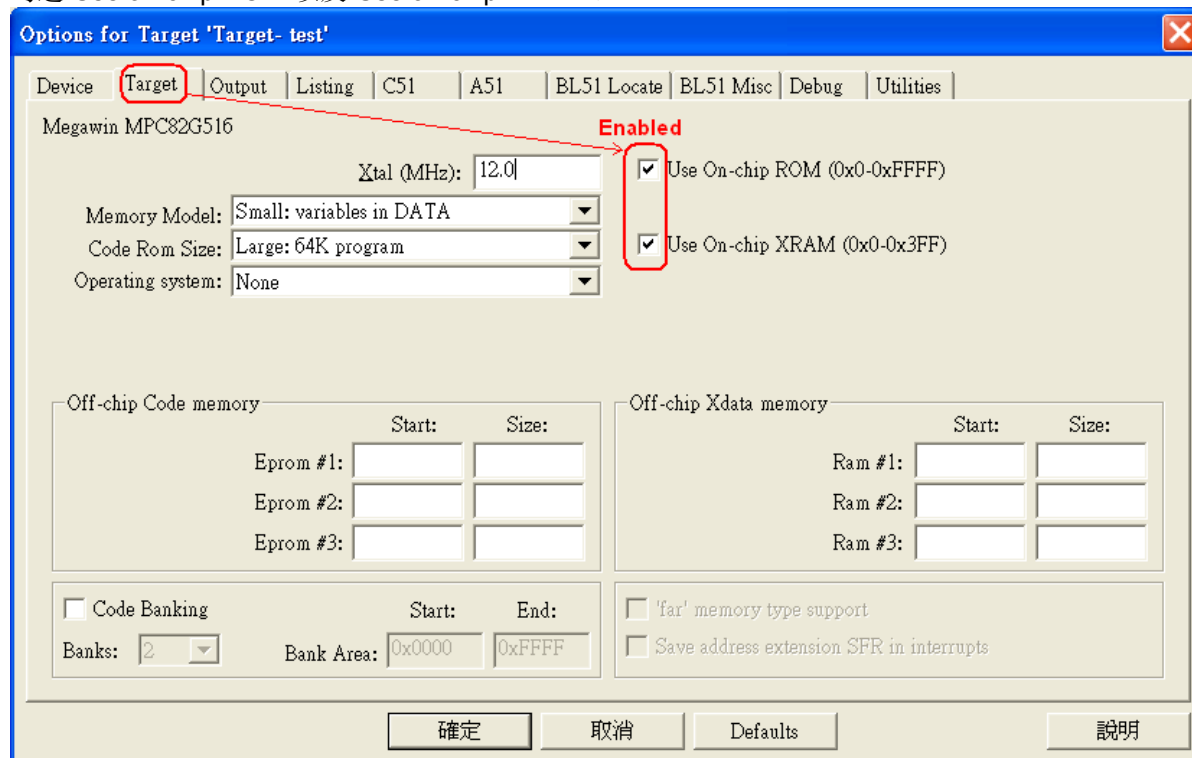 Options for Target 'Target- test'
Device Target Output Listing C51 A51 BL51 Locate BL51 Misc Debug Utilities
Megawin MPC82G516
Enabled
Xtal (MHz): 12.0
Use On-chip ROM (0x0-0xFFFF)
Memory Model: Small: variables in DATA
Code Rom Size: Large: 64K program
Use On-chip XRAM (0x0-0x3FF)
Operating system: None
Off-chip Code memory
Start: Size:
Eprom #1:
Eprom #2:
Eprom #3:
Off-chip Xdata memory
Start: Size:
Ram #1:
Ram #2:
Ram #3:
Code Banking
Start: End:
Banks: 2 Bank Area: 0x0000 0xFFFF
'far' memory type support
Save address extension SFR in interrupts
確定 取消 Defaults 說明